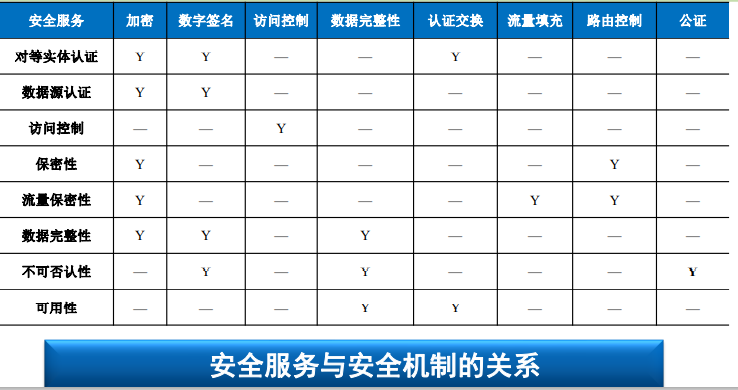 安全服务 加密 数字签名 访问控制 数据完整性 认证交换 流量填充 路由控制 公证
对等实体认证 Y Y — — Y — — —
数据源认证 Y Y — — — — — —
访问控制 — — Y — — — — —
保密性 Y — — — — — Y —
流量保密性 Y — — — — Y Y —
数据完整性 Y Y — Y — — — —
不可否认性 — Y — Y — — — Y
可用性 — — — Y Y — — —
安全服务与安全机制的关系